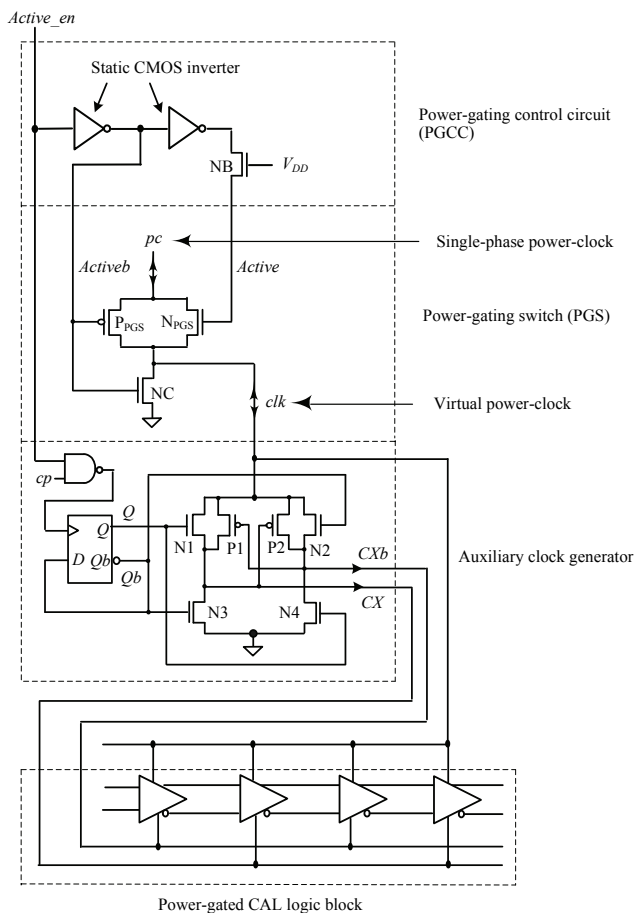 Active_en
Static CMOS inverter
Power-gating control circuit
(PGCC)
NB
VDD
pc
Single-phase power-clock
Activeb
Active
PPGS
NPGS
Power-gating switch (PGS)
NC
clk
Virtual power-clock
cp
Q
Q
N1
P1
P2
N2
CXb
D
Qb
Qb
Auxiliary clock generator
CX
N3
N4
Power-gated CAL logic block